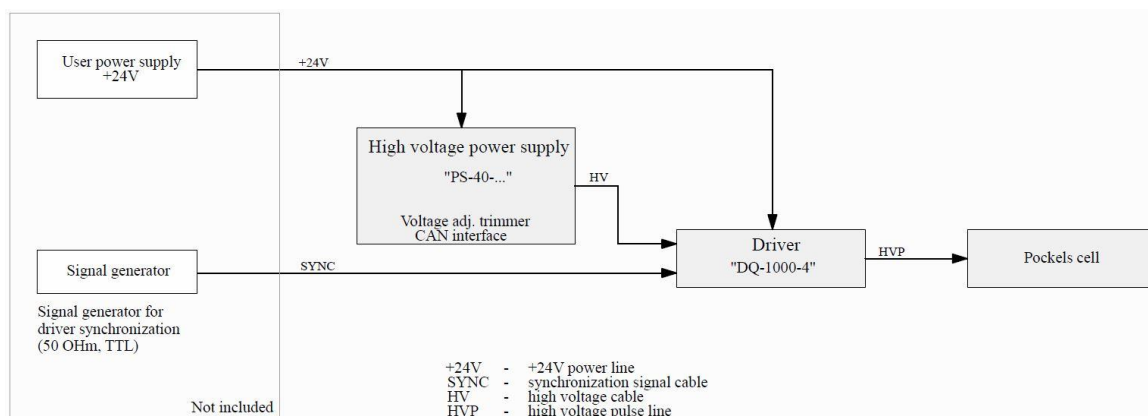 User power supply
+24V
+24V
High voltage power supply
"PS-40-..."
HV
Voltage adj. trimmer
CAN interface
Driver
"DQ-1000-4"
HVP
Pockels cell
Signal generator
SYNC
Signal generator for
driver synchronization
(50 OHm, TTL)
+24V - +24V power line
SYNC - synchronization signal cable
HV - high voltage cable
HVP - high voltage pulse line
Not included